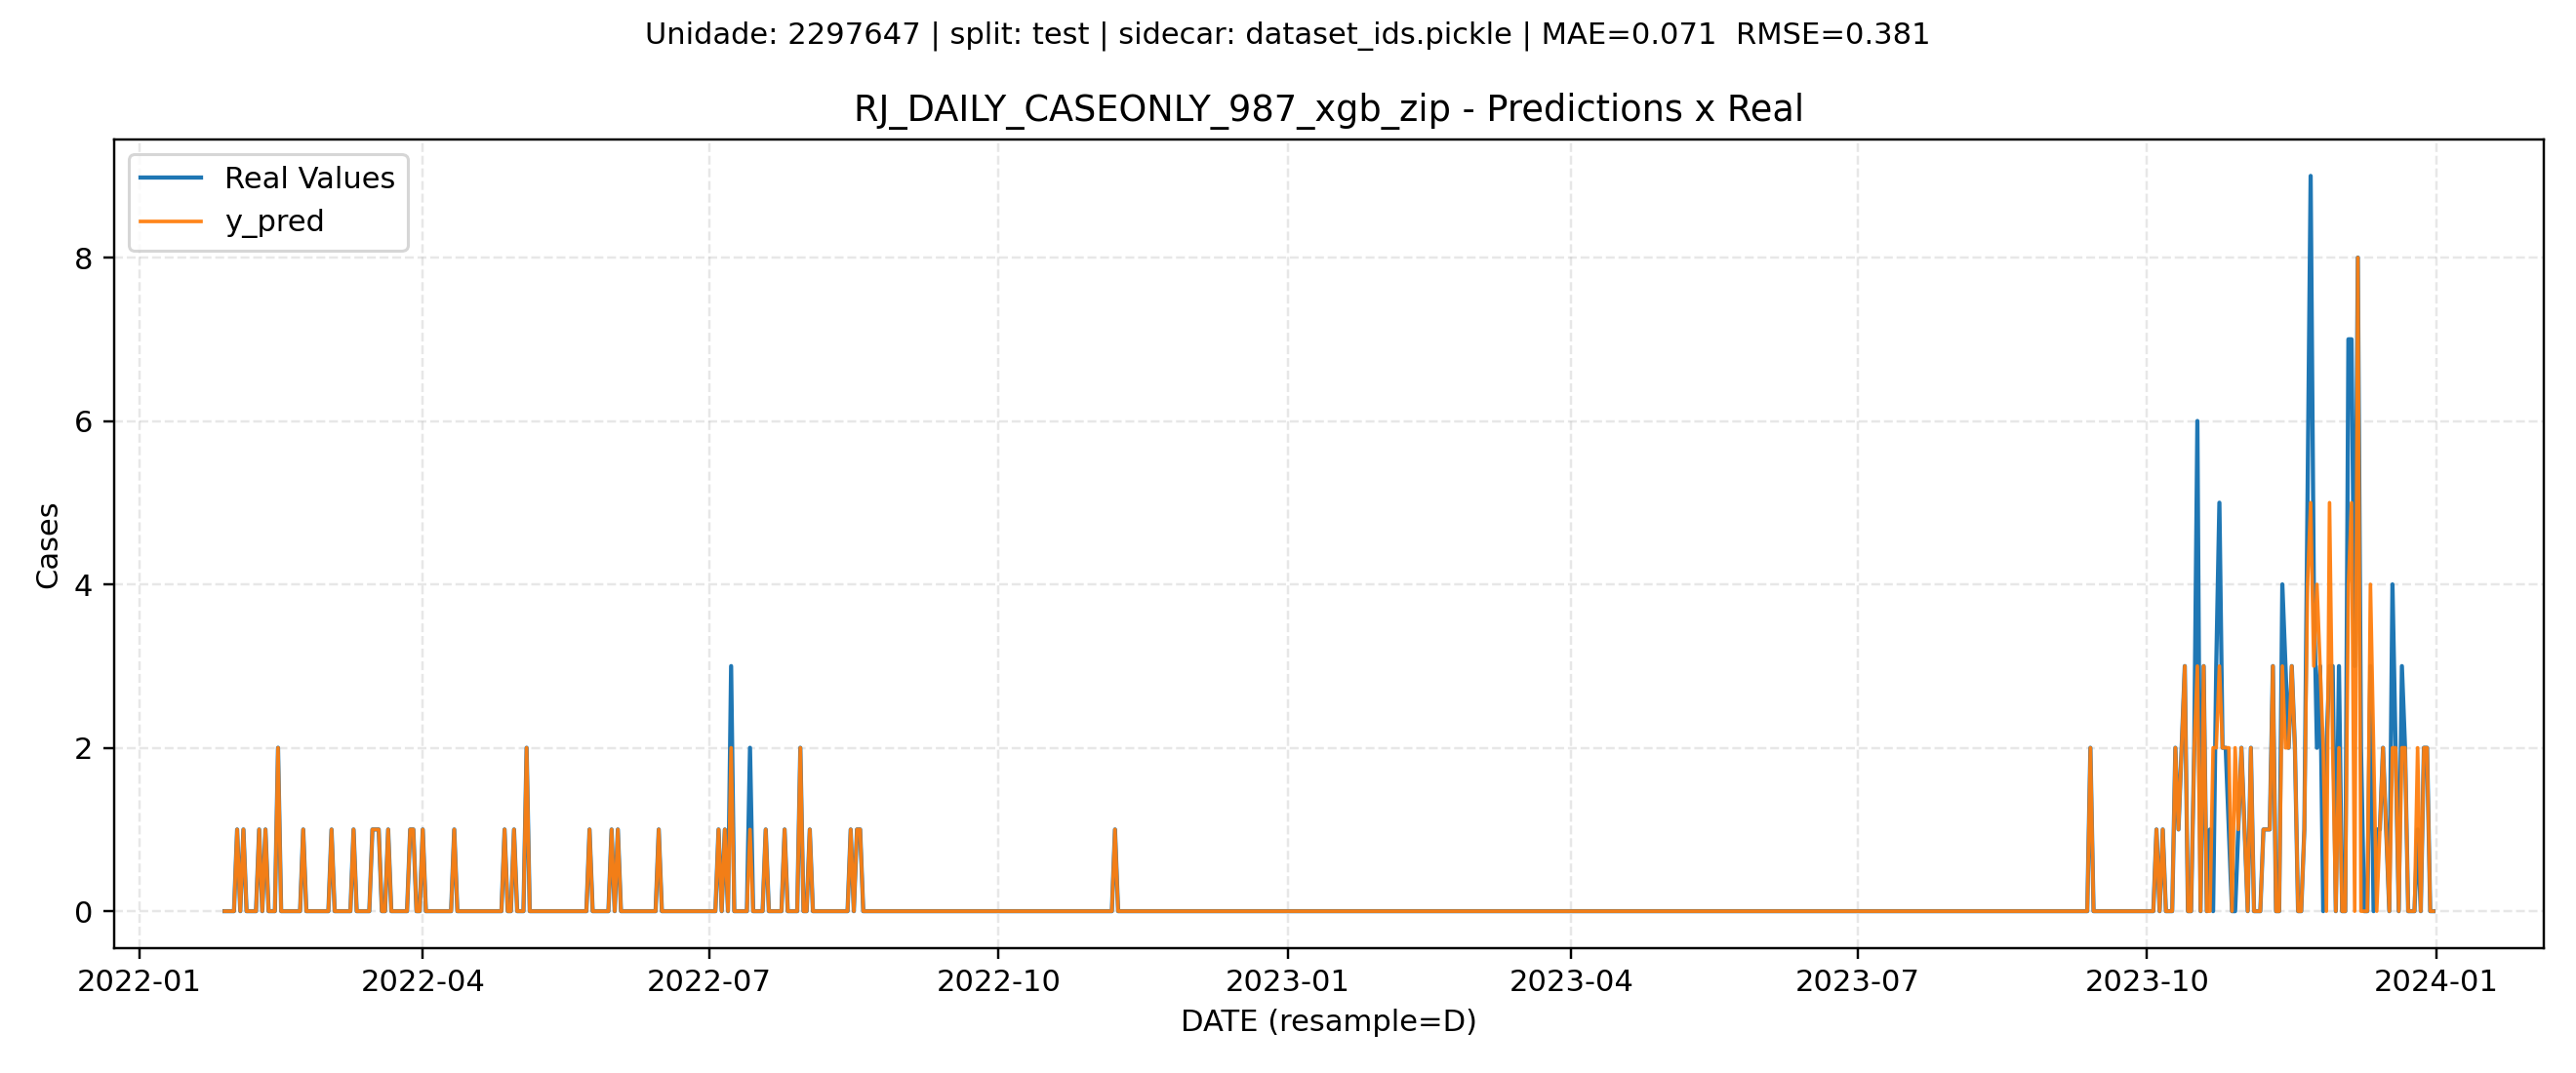 Unidade: 2297647 | split: test | sidecar: dataset_ids.pickle | MAE=0.071  RMSE=0.381
RJ_DAILY_CASEONLY_987_xgb_zip - Predictions x Real
Real Values
y_pred
Cases
8
6
4
2
0
2022-01
2022-04
2022-07
2022-10
2023-01
2023-04
2023-07
2023-10
2024-01
DATE (resample=D)